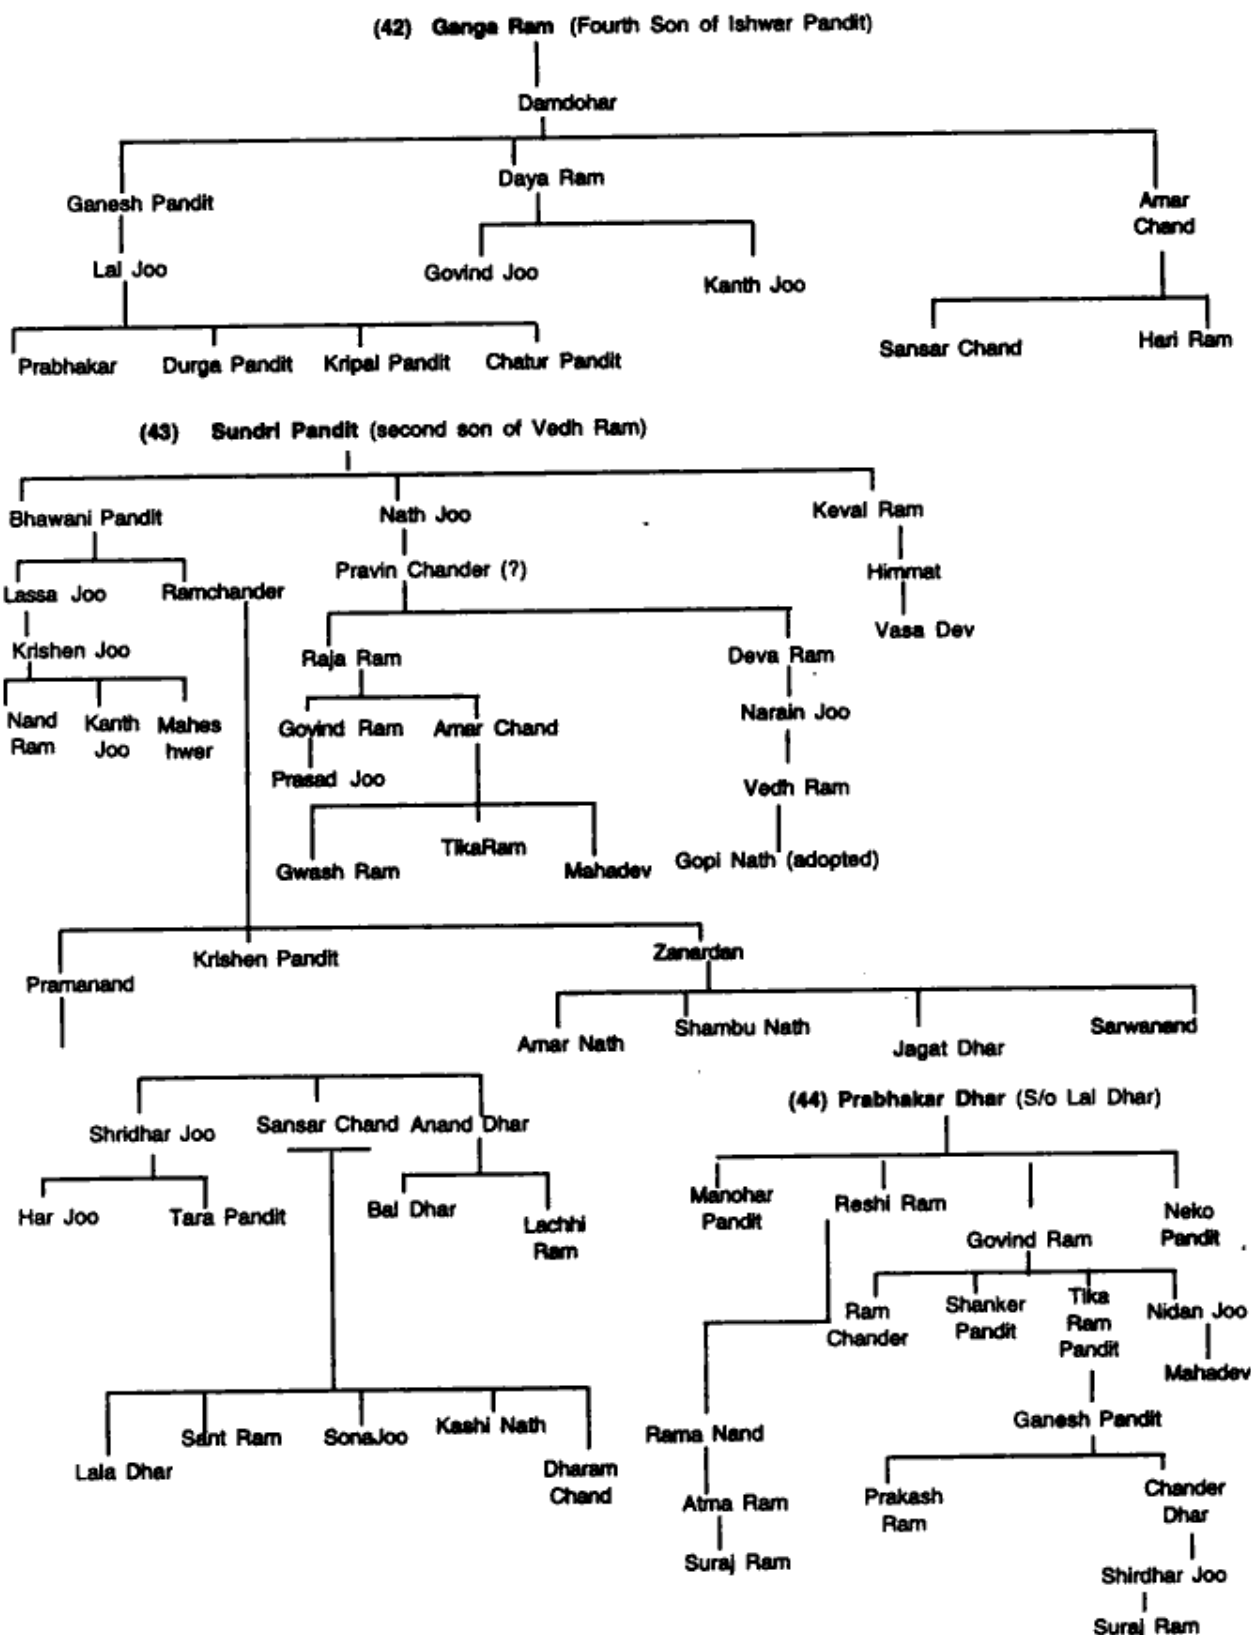 (42) Ganga Ram (Fourth Son of Ishwar Pandit)
Damdohar
Ganesh Pandit
Daya Ram
Amar
Chand
Lal Joo
Govind Joo
Kanth Joo
Prabhakar
Durga Pandit
Kripal Pandit
Chatur Pandit
Sansar Chand
Hari Ram
(43) Sundri Pandit (second son of Vedh Ram)
Bhawani Pandit
Nath Joo
Keval Ram
Lassa Joo
Ramchander
Pravin Chander (?)
Himmat
Krishen Joo
Raja Ram
Deva Ram
Vasa Dev
Nand
Ram
Kanth
Joo
Mahes
hwer
Govind Ram
Amar Chand
Narain Joo
Prasad Joo
Vedh Ram
Gwash Ram
TikaRam
Mahadev
Gopi Nath (adopted)
Pramanand
Krishen Pandit
Zanardan
Amar Nath
Shambu Nath
Jagat Dhar
Sarwanand
Shridhar Joo
Sansar Chand
Anand Dhar
Har Joo
Tara Pandit
Bal Dhar
Lachhi
Ram
Lala Dhar
Sant Ram
SonaJoo
Kashi Nath
Dharam
Chand
(44) Prabhakar Dhar (S/o Lal Dhar)
Manohar
Pandit
Reshi Ram
Govind Ram
Neko
Pandit
Ram
Chander
Shanker
Pandit
Tika
Ram
Pandit
Nidan Joo
Mahadev
Rama Nand
Ganesh Pandit
Atma Ram
Prakash
Ram
Chander
Dhar
Suraj Ram
Shirdhar Joo
Suraj Ram